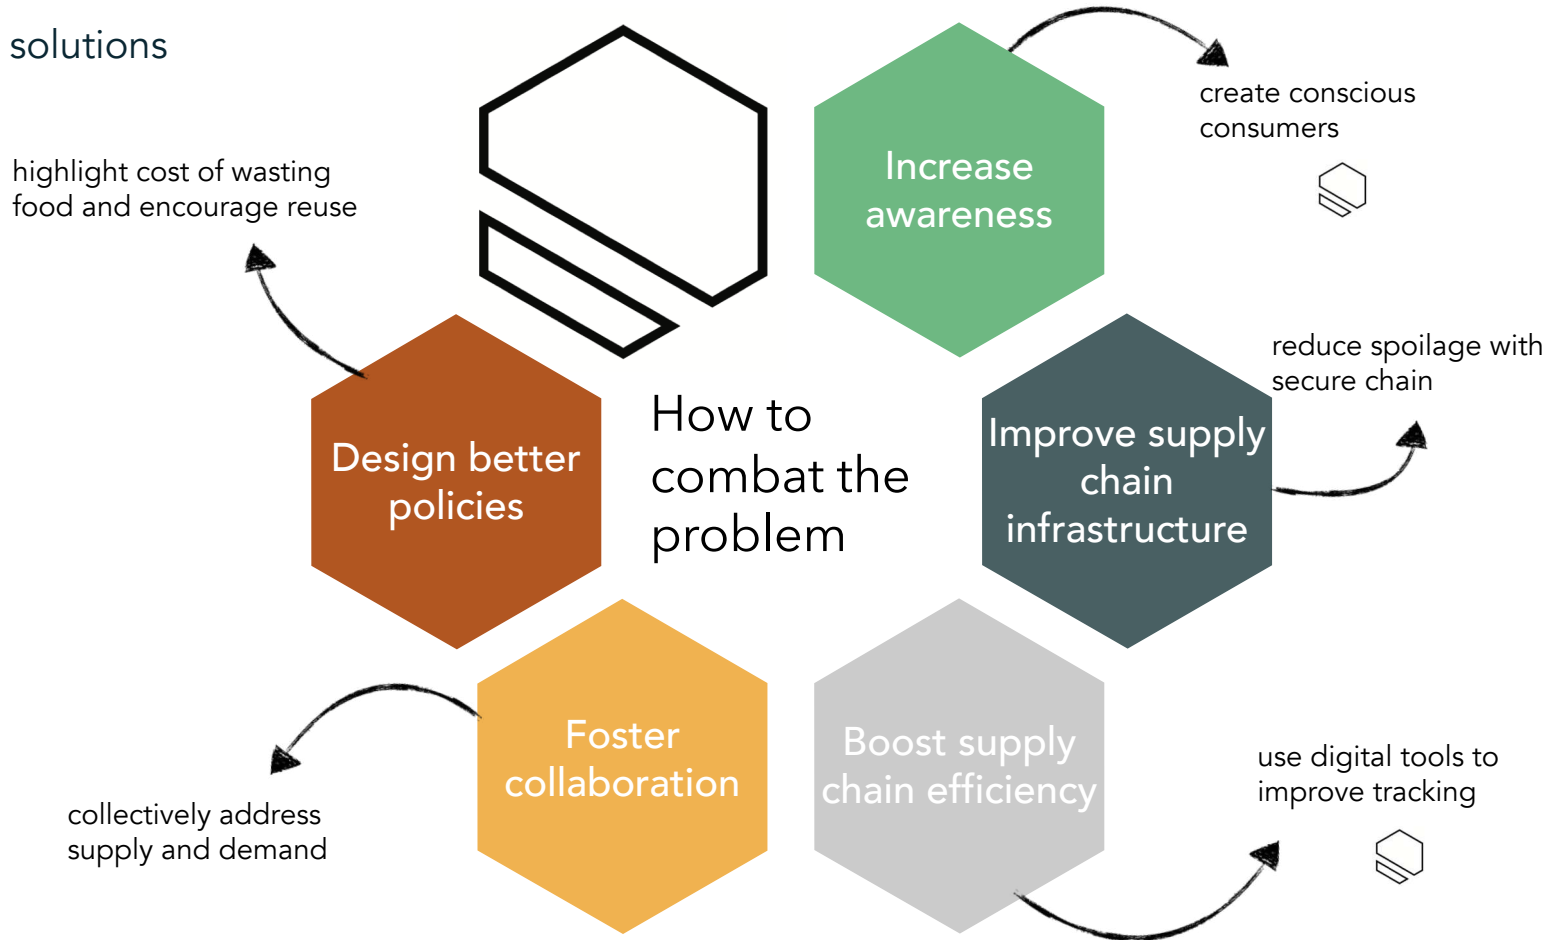 solutions
create conscious
consumers
highlight cost of wasting
food and encourage reuse
Increase
awareness
reduce spoilage with
secure chain
How to
combat the
problem
Design better
policies
Improve supply
chain
infrastructure
Foster
collaboration
Boost supply
chain efficiency
use digital tools to
improve tracking
collectively address
supply and demand